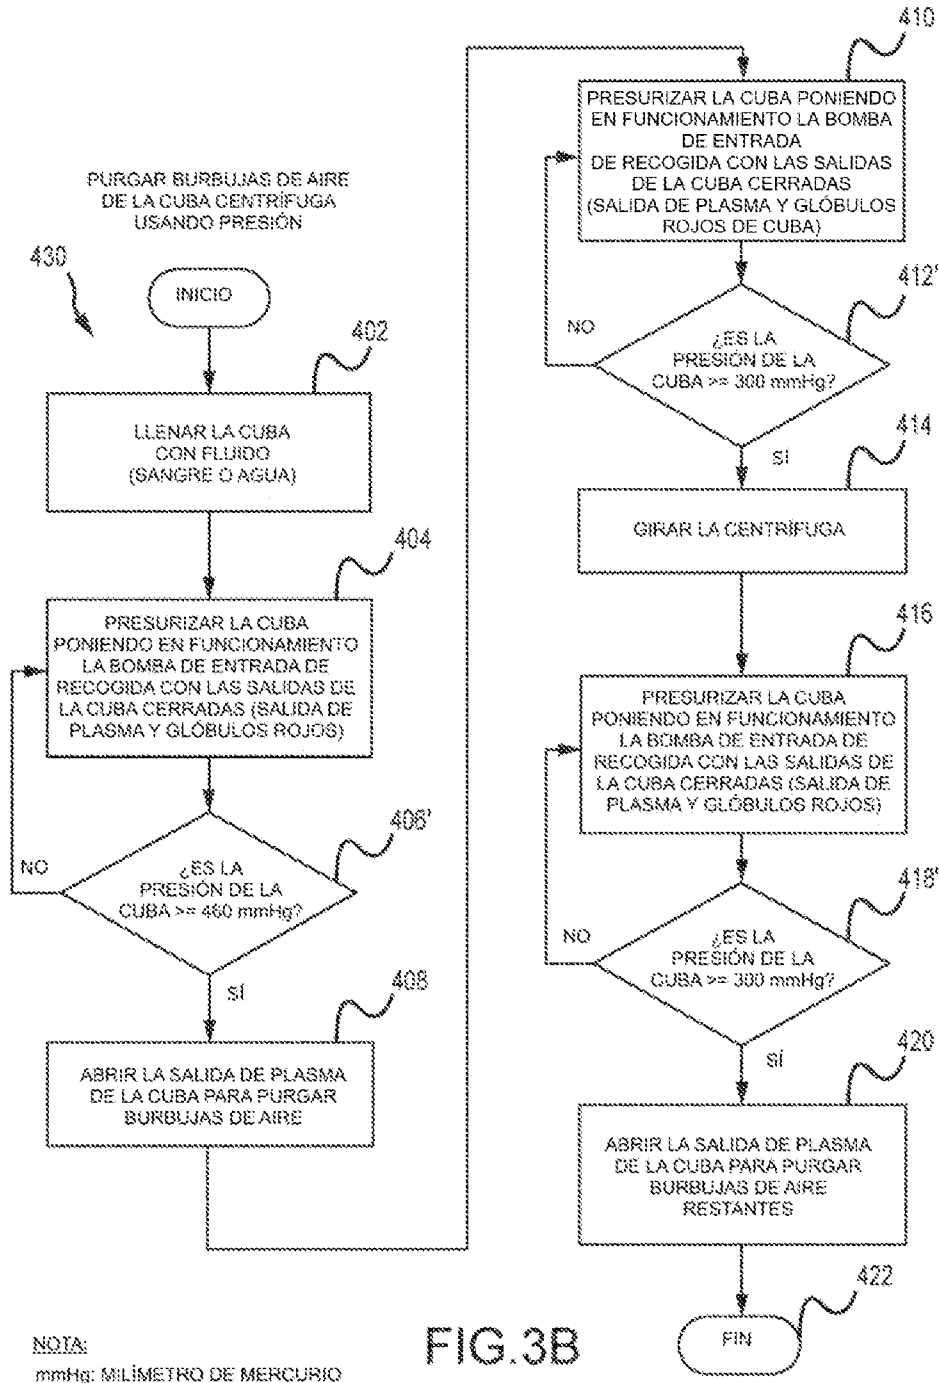 PURGAR BURBUJAS DE AIRE
DE LA CUBA CENTRÍFUGA
USANDO PRESIÓN
430
INICIO
402
LLENAR LA CUBA
CON FLUIDO
(SANGRE O AGUA)
404
PRESURIZAR LA CUBA
PONIENDO EN FUNCIONAMIENTO
LA BOMBA DE ENTRADA DE
RECOGIDA CON LAS SALIDAS DE
LA CUBA CERRADAS (SALIDA DE
PLASMA Y GLÓBULOS ROJOS)
406'
NO
¿ES LA
PRESIÓN DE LA
CUBA >= 460 mmHg?
SÍ
408
ABRIR LA SALIDA DE PLASMA
DE LA CUBA PARA PURGAR
BURBUJAS DE AIRE
410
PRESURIZAR LA CUBA PONIENDO
EN FUNCIONAMIENTO LA BOMBA
DE ENTRADA
DE RECOGIDA CON LAS SALIDAS
DE LA CUBA CERRADAS
(SALIDA DE PLASMA Y GLÓBULOS
ROJOS DE CUBA)
412'
NO
¿ES LA
PRESIÓN DE LA
CUBA >= 300 mmHg?
SÍ
414
GIRAR LA CENTRÍFUGA
416
PRESURIZAR LA CUBA
PONIENDO EN FUNCIONAMIENTO
LA BOMBA DE ENTRADA DE
RECOGIDA CON LAS SALIDAS DE
LA CUBA CERRADAS (SALIDA DE
PLASMA Y GLÓBULOS ROJOS)
418'
NO
¿ES LA
PRESIÓN DE LA
CUBA >= 300 mmHg?
SÍ
420
ABRIR LA SALIDA DE PLASMA
DE LA CUBA PARA PURGAR
BURBUJAS DE AIRE
RESTANTES
422
FIN
NOTA:
mmHg: MILÍMETRO DE MERCURIO
FIG.3B